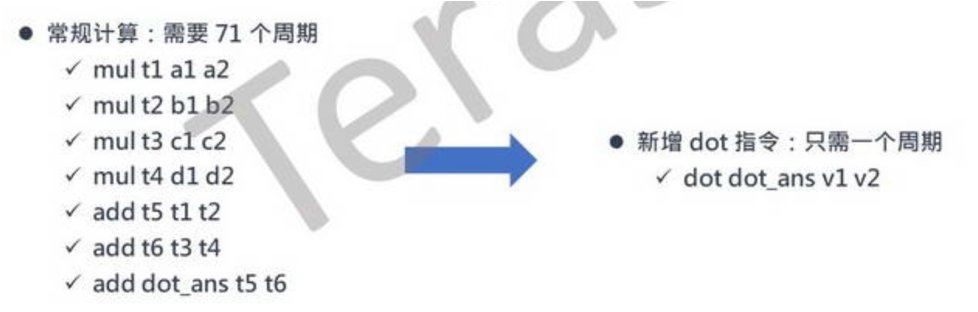 ● 常规计算：需要 71 个周期
✓ mul t1 a1 a2
✓ mul t2 b1 b2
✓ mul t3 c1 c2
✓ mul t4 d1 d2
✓ add t5 t1 t2
✓ add t6 t3 t4
✓ add dot_ans t5 t6
● 新增 dot 指令：只需一个周期
✓ dot dot_ans v1 v2
Teras